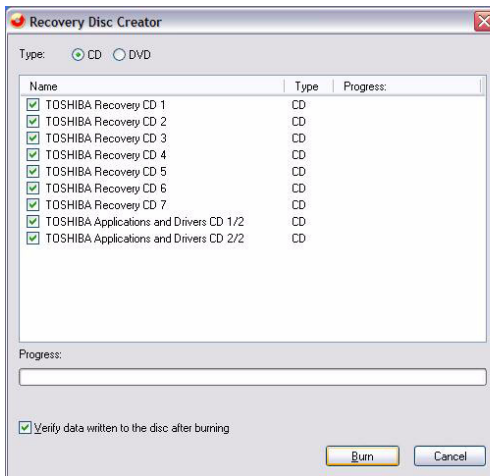 Recovery Disc Creator
Type: CD DVD
Name Type Progress:
TOSHIBA Recovery CD 1 CD
TOSHIBA Recovery CD 2 CD
TOSHIBA Recovery CD 3 CD
TOSHIBA Recovery CD 4 CD
TOSHIBA Recovery CD 5 CD
TOSHIBA Recovery CD 6 CD
TOSHIBA Recovery CD 7 CD
TOSHIBA Applications and Drivers CD 1/2 CD
TOSHIBA Applications and Drivers CD 2/2 CD
Progress:
Verify data written to the disc after burning
Burn Cancel